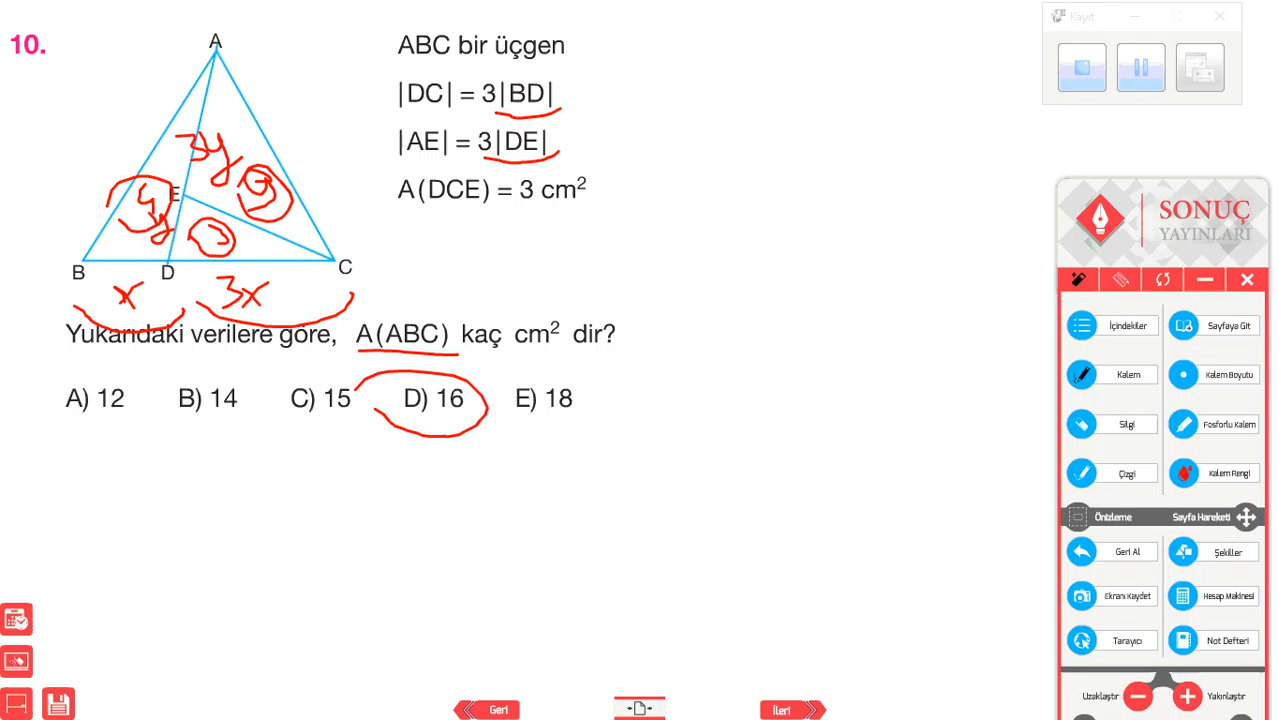 10.
A
ABC bir üçgen
|DC| = 3|BD|
|AE| = 3|DE|
A(DCE) = 3 cm²
3y
9
E
y
3
B
D
C
x
3x
Yukarıdaki verilere göre, A(ABC) kaç cm² dir?
A) 12 B) 14 C) 15 D) 16 E) 18
Kayıt
SONUÇ
YAYINLARI
İçindekiler Sayfaya Git
Kalem Kalem Boyutu
Silgi Fosforlu Kalem
Çizgi Kalem Rengi
Önizleme Sayfa Hareketi
Geri Al Şekiller
Ekranı Kaydet Hesap Makinesi
Tarayıcı Not Defteri
Uzaklaştır Yakınlaştır
Geri İleri